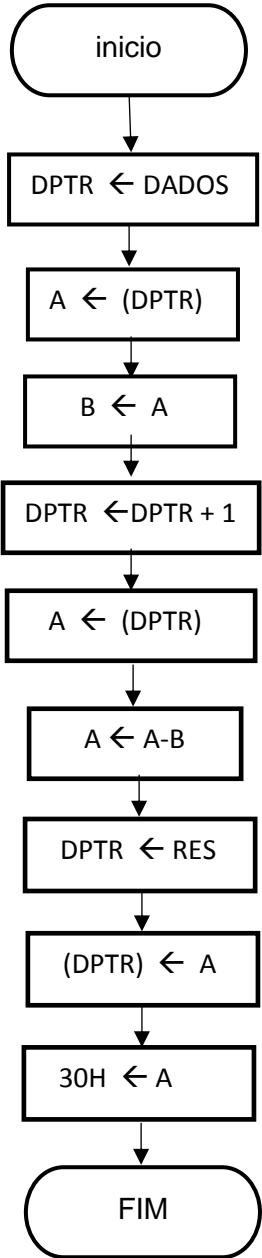 inicio
DPTR ← DADOS
A ← (DPTR)
B ← A
DPTR ←DPTR + 1
A ← (DPTR)
A ← A-B
DPTR ← RES
(DPTR) ← A
30H ← A
FIM